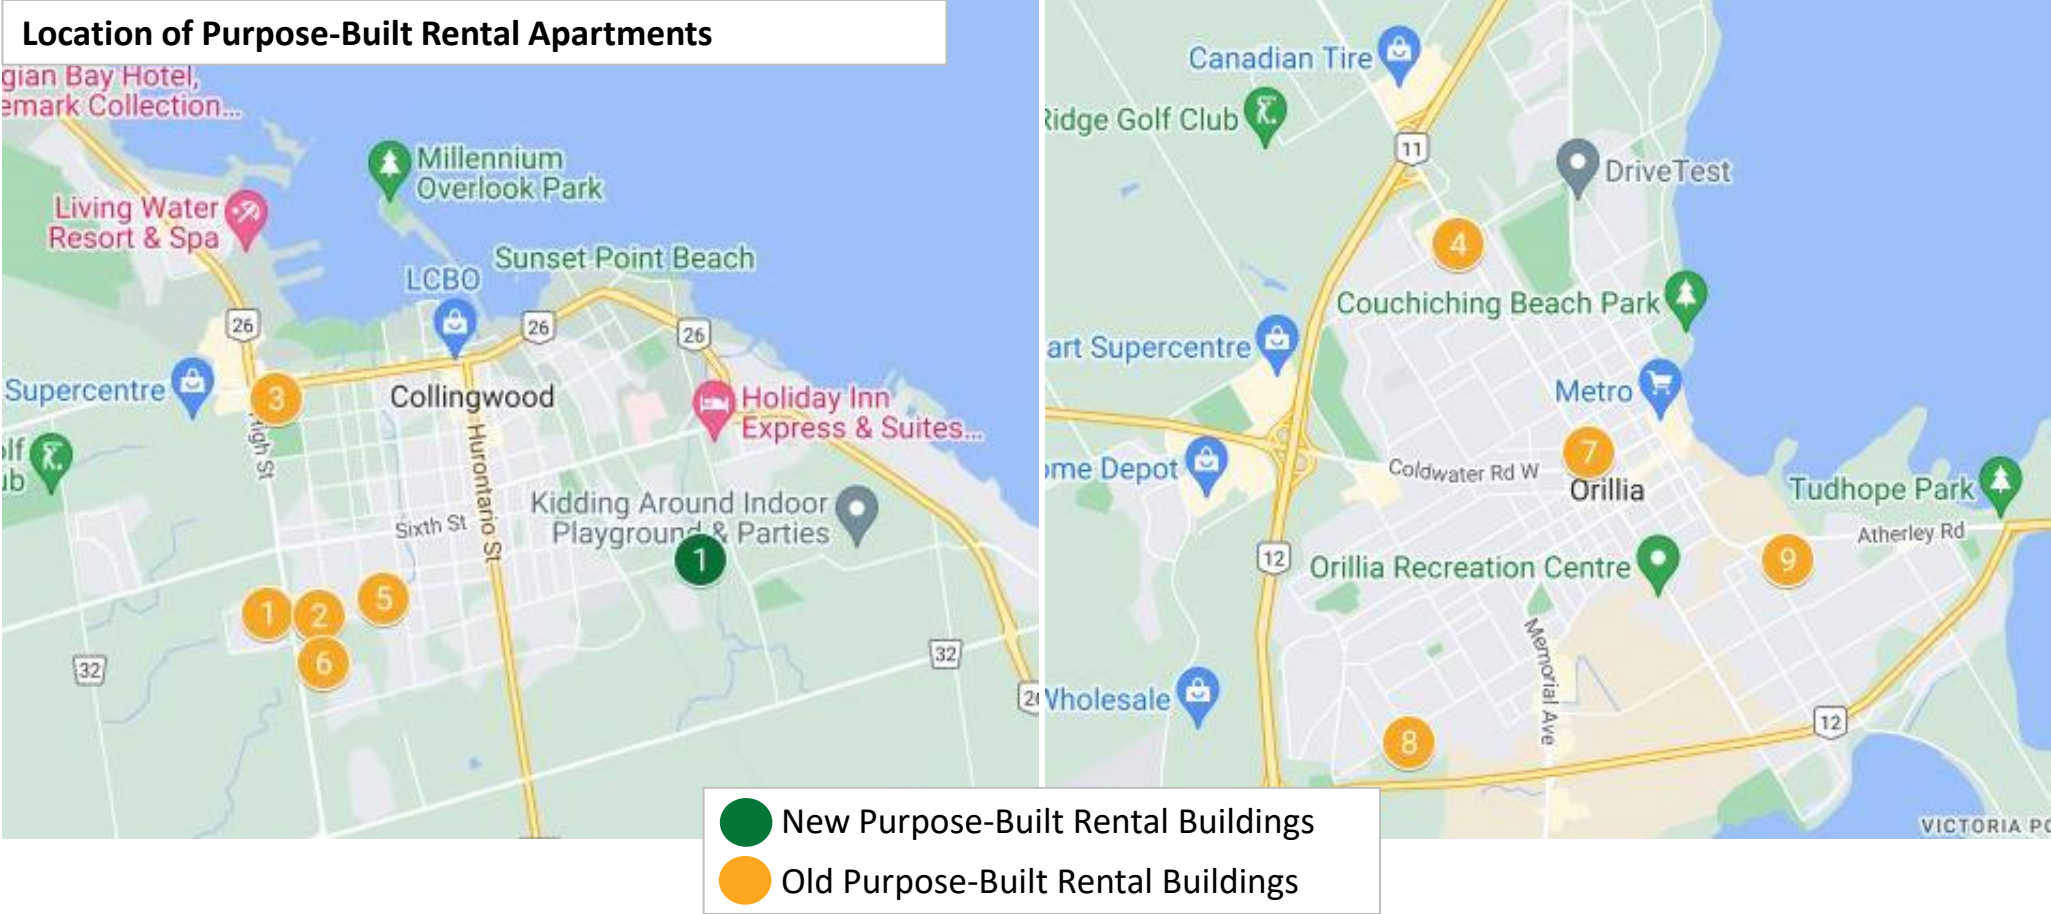 Location of Purpose-Built Rental Apartments
gian Bay Hotel,
emark Collection...
Millennium
Overlook Park
Living Water
Resort & Spa
Sunset Point Beach
LCBO
26
26
26
Supercentre
3
Collingwood
Holiday Inn
Express & Suites...
High St
Hurontario St
lf
ub
Kidding Around Indoor
Playground & Parties
Sixth St
1
1
2
5
6
32
32
26
Canadian Tire
Ridge Golf Club
11
DriveTest
4
Couchiching Beach Park
art Supercentre
Metro
7
ome Depot
Coldwater Rd W
Orillia
Tudhope Park
Atherley Rd
12
Orillia Recreation Centre
9
Memorial Ave
Wholesale
8
12
VICTORIA PO
New Purpose-Built Rental Buildings
Old Purpose-Built Rental Buildings